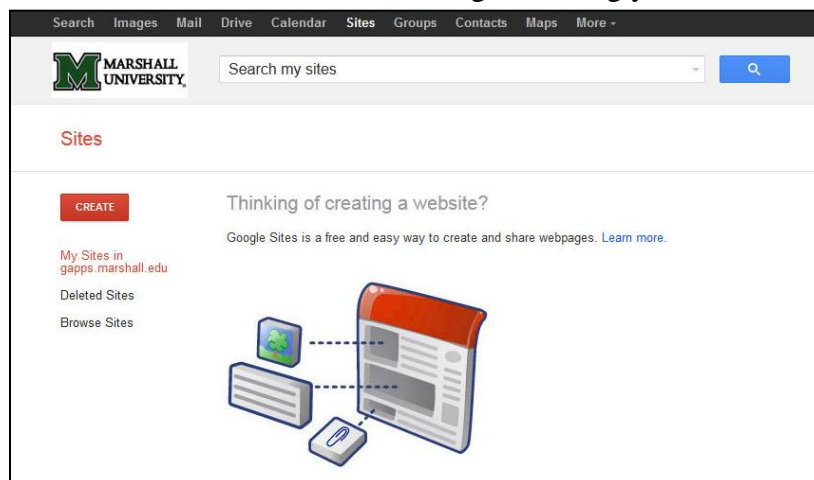 Search Images Mail Drive Calendar Sites Groups Contacts Maps More
MARSHALL
UNIVERSITY®
Search my sites
Sites
CREATE
My Sites in
gapps.marshall.edu
Deleted Sites
Browse Sites
Thinking of creating a website?
Google Sites is a free and easy way to create and share webpages. Learn more.